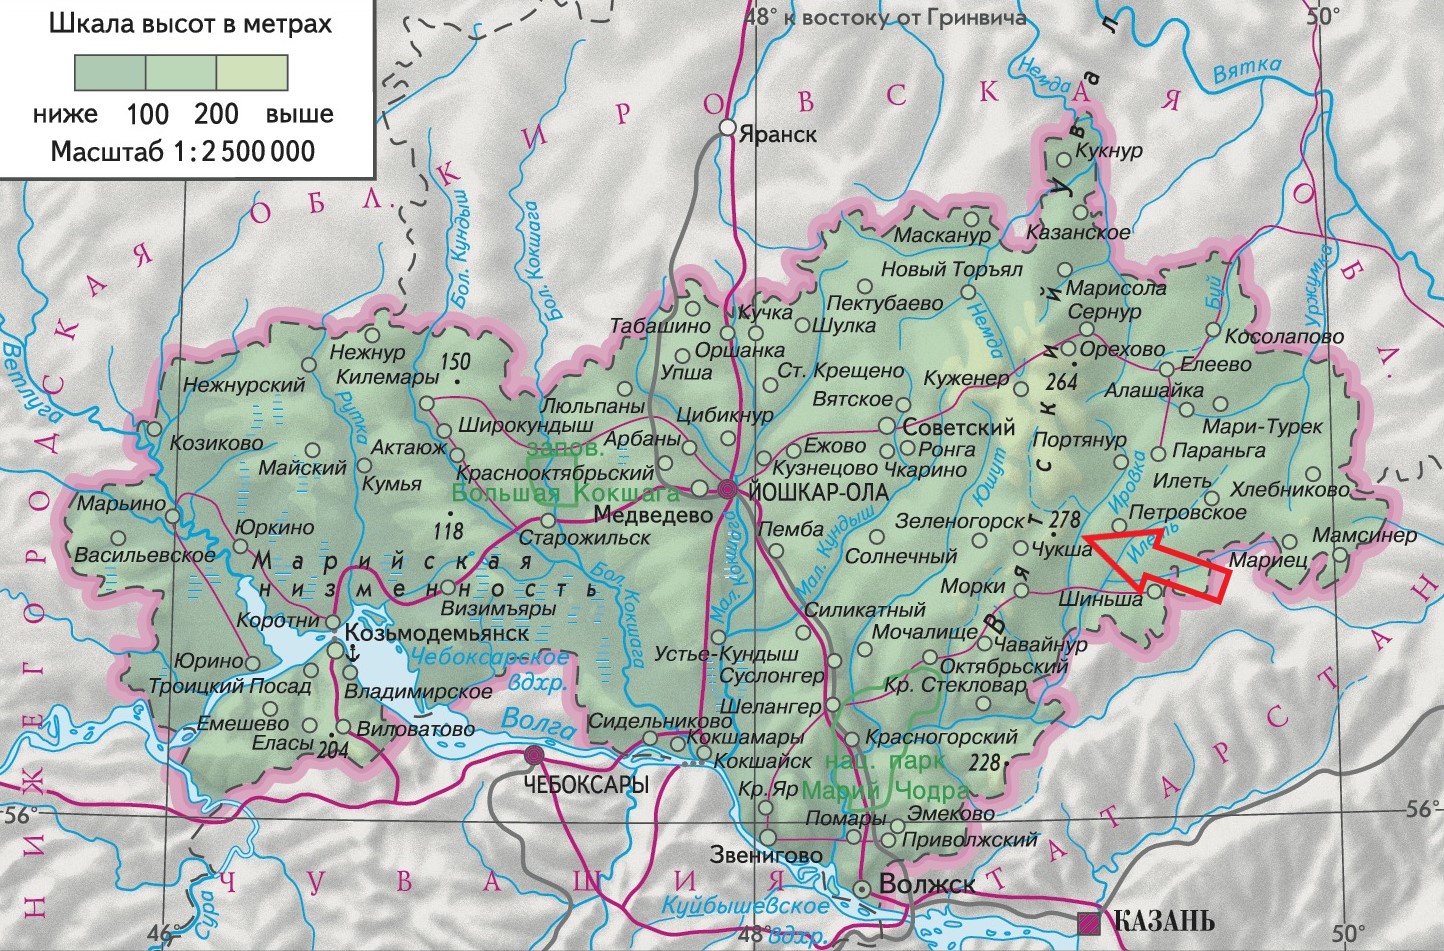 Шкала высот в метрах
ниже 100 200 выше
Масштаб 1:2 500 000
48° к востоку от Гринвича
50°
КИРОВСКАЯ
ОБЛ.
КИРОВСКАЯ ОБЛ.
Вятка
Немда
Яранск
Кукнур
Вятский Увал
Бол. Кундыш
Бол. Кокшага
Масканур
Казанское
Новый Торъял
Пектубаево
Марисола
Сернур
Бий
Уржумка
Табашино
Кучка
Шулка
Немда
Косолапово
Ветлуга
Нежнур
150
Оршанка
Орехово
Елеево
Нежнурский
Килемары
Упша
Ст. Крещено
Куженер
264
Алашайка
Рутка
Люльпаны
Цибикнур
Вятское
Козиково
Широкундыш
Арбаны
Советский
Портянур
Мари-Турек
Актаюж
запов.
Ежово
Ронга
Параньга
Майский
Кумья
Краснооктябрьский
Кузнецово
Чкарино
Юшут
Ировка
Илеть
Хлебниково
Марьино
Большая Кокшага
ЙОШКАР-ОЛА
Медведево
Зеленогорск
278
Петровское
Юркино
118
Старожильск
Пемба
Мал. Кундыш
Солнечный
Чукша
Илеть
Мамсинер
Васильевское
Марийская
низменность
Мал. Кокшага
Бол. Кокшага
Мариец
Морки
Шиньша
Визимъяры
Силикатный
Коротни
Козьмодемьянск
Мочалище
Чавайнур
Юрино
Чебоксарское
вдхр.
Устье-Кундыш
Октябрьский
Троицкий Посад
Владимирское
Суслонгер
Кр. Стекловар
Емешево
Виловатово
Волга
Сидельниково
Шелангер
Еласы
204
Кокшамары
Красногорский
ЧЕБОКСАРЫ
Кокшайск
нац. парк
228
Кр. Яр
Марий Чодра
56°
56°
Помары
Эмеково
Звенигово
Приволжский
ЧУВАШИЯ
ТАТАРСТАН
НИЖЕГОРОДСКАЯ ОБЛ.
Волжск
Куйбышевское
вдхр.
КАЗАНЬ
Сура
46°
48°
50°